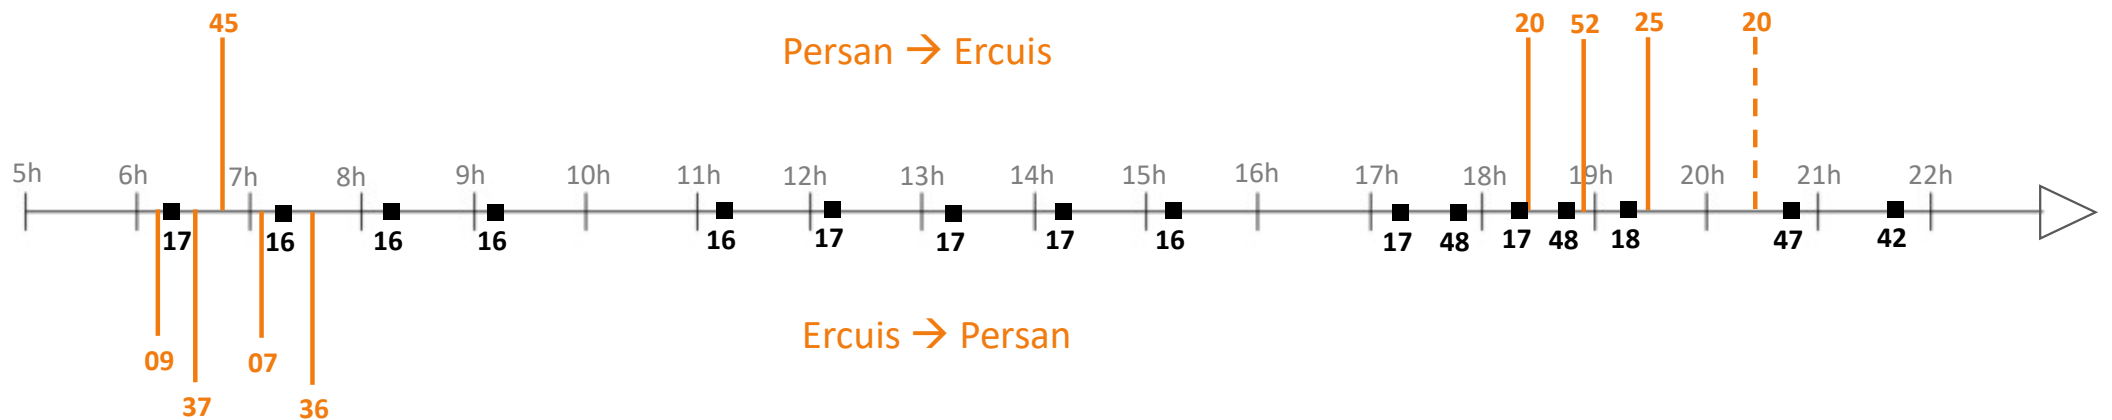 45 20 52 25 20
Persan → Ercuis
5h 6h 7h 8h 9h 10h 11h 12h 13h 14h 15h 16h 17h 18h 19h 20h 21h 22h
17 16 16 16 16 17 17 17 16 17 48 17 48 18 47 42
Ercuis → Persan
09 07
37 36